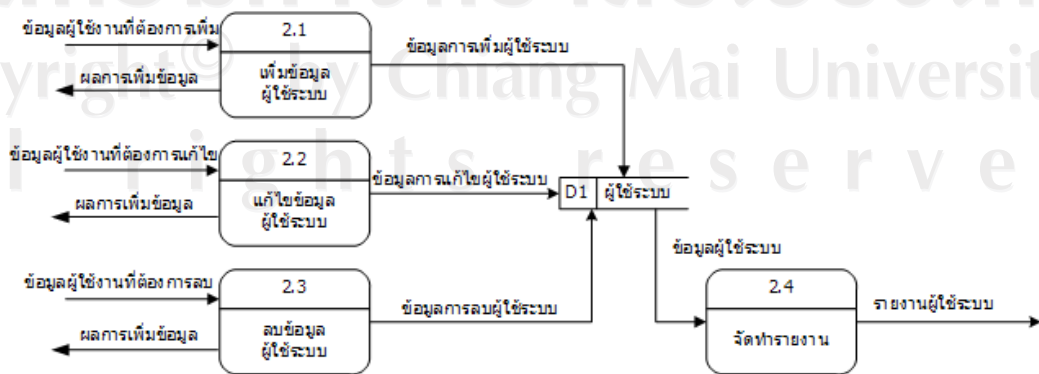 ข้อมูลผู้ใช้งานที่ต้องการเพิ่ม
2.1
ข้อมูลการเพิ่มผู้ใช้ระบบ
ผลการเพิ่มข้อมูล
เพิ่มข้อมูล
ผู้ใช้ระบบ
yright© by Chiang Mai Universit
ข้อมูลผู้ใช้งานที่ต้องการแก้ไข
2.2
l rights reserve
ข้อมูลการแก้ไขผู้ใช้ระบบ
D1 ผู้ใช้ระบบ
ผลการเพิ่มข้อมูล
แก้ไขข้อมูล
ผู้ใช้ระบบ
ข้อมูลผู้ใช้ระบบ
ข้อมูลผู้ใช้งานที่ต้องการลบ
2.3
ข้อมูลการลบผู้ใช้ระบบ
2.4
รายงานผู้ใช้ระบบ
ผลการเพิ่มข้อมูล
ลบข้อมูล
ผู้ใช้ระบบ
จัดทำรายงาน